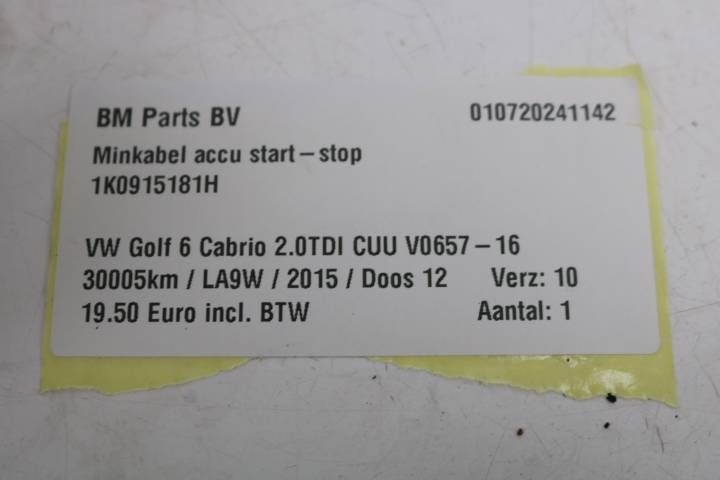 BM Parts BV 010720241142
Minkabel accu start-stop
1K0915181H
VW Golf 6 Cabrio 2.0TDI CUU V0657-16
30005km / LA9W / 2015 / Doos 12 Verz: 10
19.50 Euro incl. BTW Aantal: 1